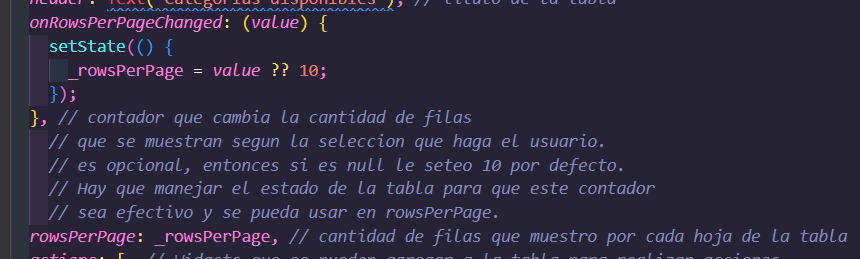 header: Text("Categorias disponibles"), // titulo de la tabla
onRowsPerPageChanged: (value) {
setState(() {
_rowsPerPage = value ?? 10;
});
}, // contador que cambia la cantidad de filas
// que se muestran segun la seleccion que haga el usuario.
// es opcional, entonces si es null le seteo 10 por defecto.
// Hay que manejar el estado de la tabla para que este contador
// sea efectivo y se pueda usar en rowsPerPage.
rowsPerPage: _rowsPerPage, // cantidad de filas que muestro por cada hoja de la tabla
actions: [ // Widgets que se pueden agregar a la tabla para realizar acciones